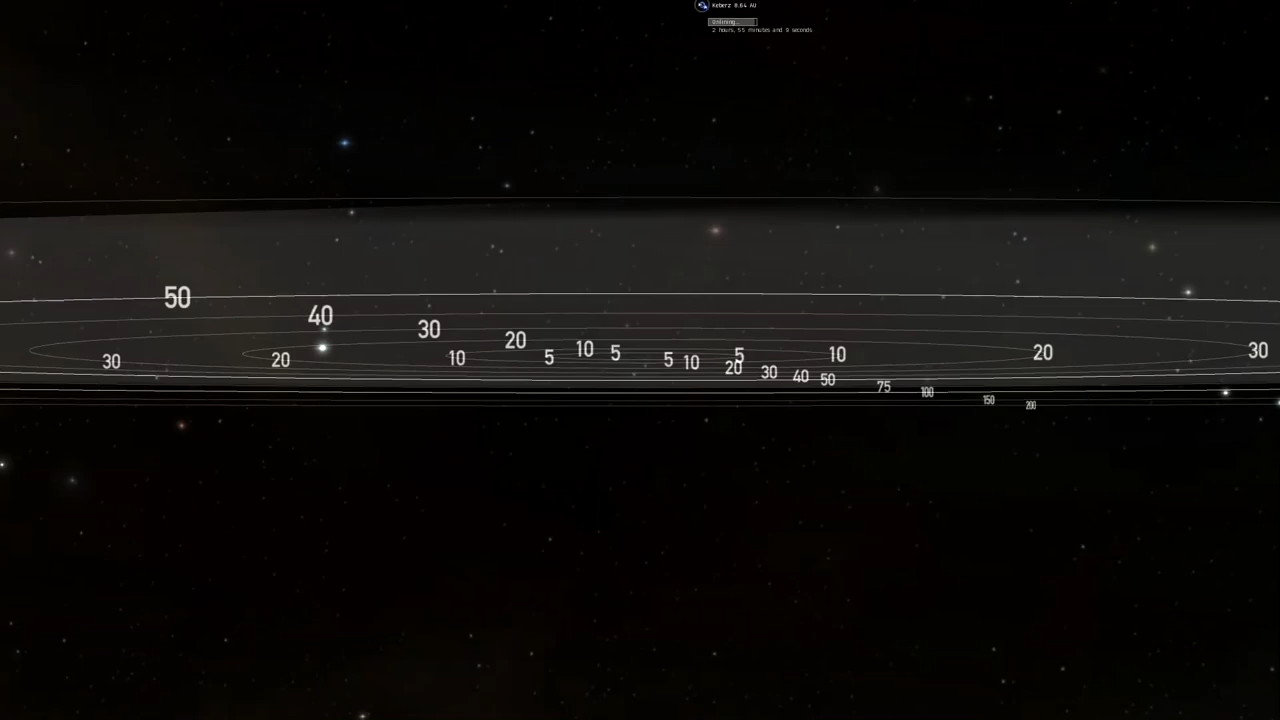 Keberz 8.64 AU
Onlining...
2 hours, 55 minutes and 9 seconds
50
40
30
20
10 5
30 20 10 5 5 10 5 10 20 30
20 30 40 50
75 100
150 200